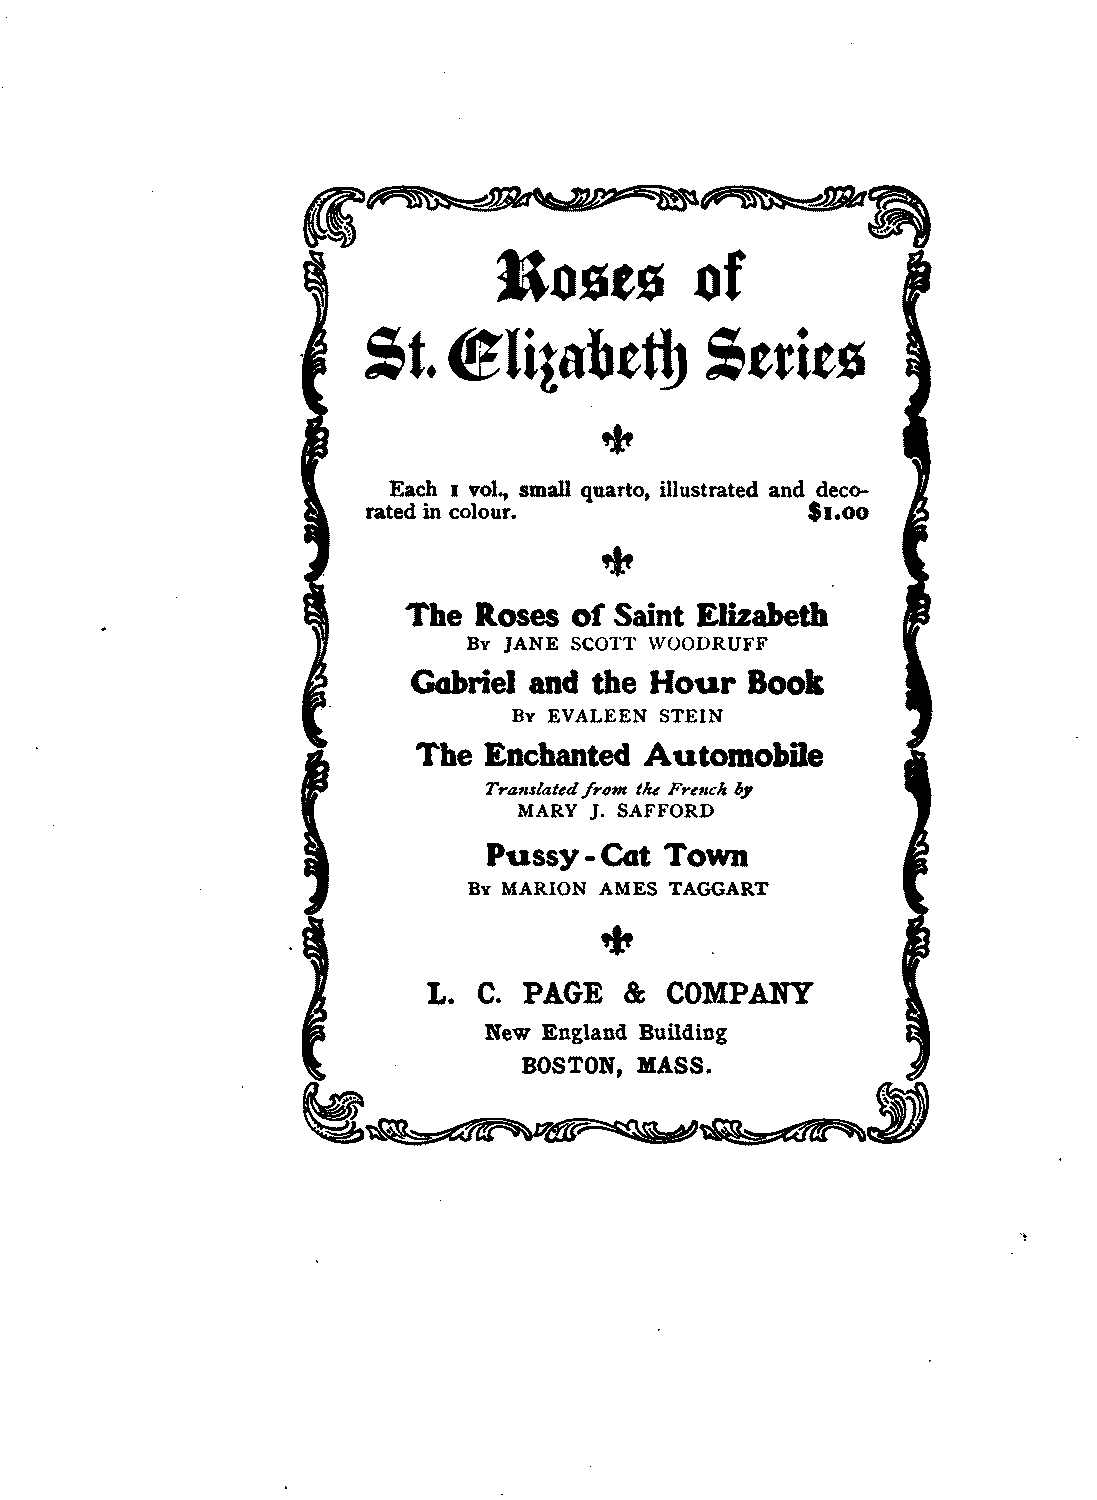 Roses of
St. Elizabeth Series
Each 1 vol., small quarto, illustrated and deco-
rated in colour. $1.00
The Roses of Saint Elizabeth
By JANE SCOTT WOODRUFF
Gabriel and the Hour Book
By EVALEEN STEIN
The Enchanted Automobile
Translated from the French by
MARY J. SAFFORD
Pussy-Cat Town
By MARION AMES TAGGART
L. C. PAGE & COMPANY
New England Building
BOSTON, MASS.